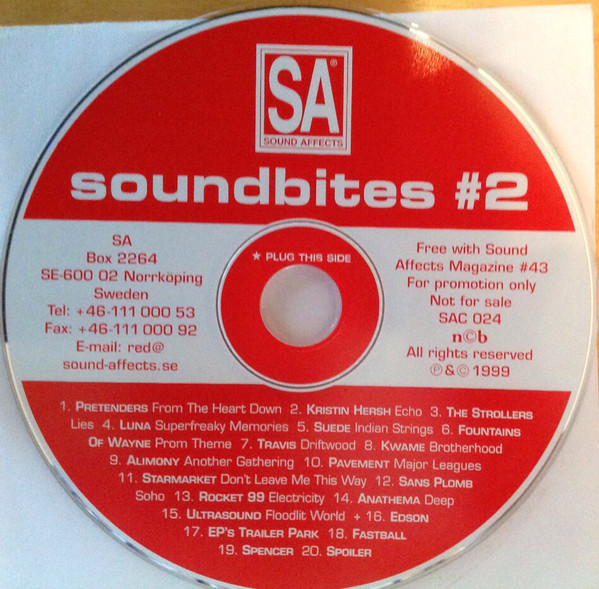 SA®
SOUND AFFECTS
soundbites #2
SA
Box 2264
SE-600 02 Norrköping
Sweden
Tel: +46-111 000 53
Fax: +46-111 000 92
E-mail: red@
sound-affects.se
★ PLUG THIS SIDE
Free with Sound
Affects Magazine #43
For promotion only
Not for sale
SAC 024
n©b
All rights reserved
℗&© 1999
1. PRETENDERS From The Heart Down 2. KRISTIN HERSH Echo 3. THE STROLLERS
Lies 4. LUNA Superfreaky Memories 5. SUEDE Indian Strings 6. FOUNTAINS
OF WAYNE Prom Theme 7. TRAVIS Driftwood 8. KWAME Brotherhood
9. ALIMONY Another Gathering 10. PAVEMENT Major Leagues
11. STARMARKET Don't Leave Me This Way 12. SANS PLOMB
Soho 13. ROCKET 99 Electricity 14. ANATHEMA Deep
15. ULTRASOUND Floodlit World + 16. EDSON
17. EP'S TRAILER PARK 18. FASTBALL
19. SPENCER 20. SPOILER